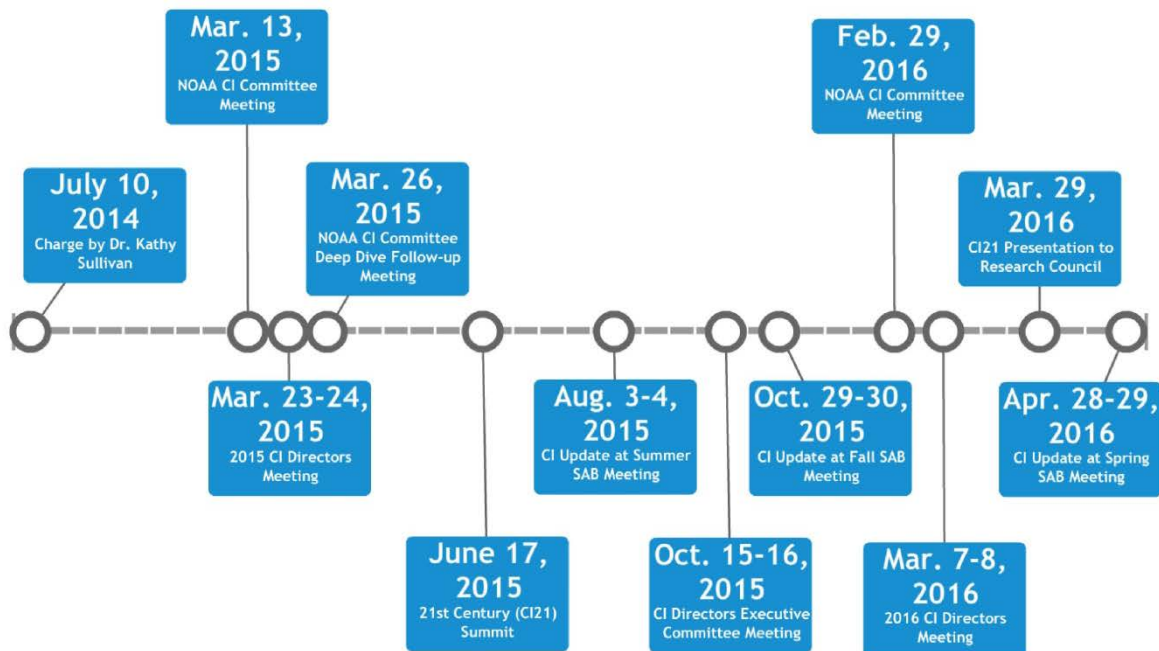 July 10,
2014
Charge by Dr. Kathy
Sullivan
Mar. 13,
2015
NOAA CI Committee
Meeting
Mar. 23-24,
2015
2015 CI Directors
Meeting
Mar. 26,
2015
NOAA CI Committee
Deep Dive Follow-up
Meeting
June 17,
2015
21st Century (CI21)
Summit
Aug. 3-4,
2015
CI Update at Summer
SAB Meeting
Oct. 15-16,
2015
CI Directors Executive
Committee Meeting
Oct. 29-30,
2015
CI Update at Fall SAB
Meeting
Feb. 29,
2016
NOAA CI Committee
Meeting
Mar. 7-8,
2016
2016 CI Directors
Meeting
Mar. 29,
2016
CI21 Presentation to
Research Council
Apr. 28-29,
2016
CI Update at Spring
SAB Meeting